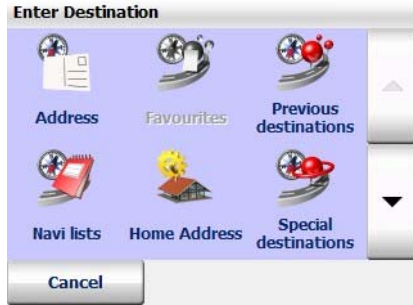 Enter Destination
Address
Favourites
Previous
destinations
Navi lists
Home Address
Special
destinations
Cancel